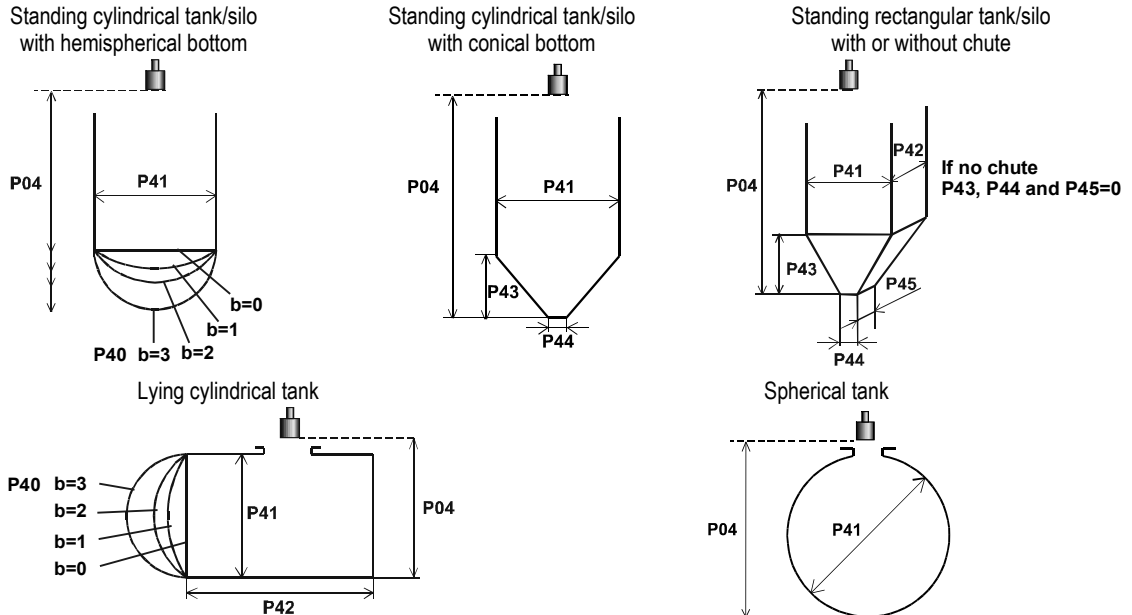 Standing cylindrical tank/silo
with hemispherical bottom
P04
P41
b=0
b=1
b=2
P40 b=3
Standing cylindrical tank/silo
with conical bottom
P04
P41
P43
P44
Standing rectangular tank/silo
with or without chute
P04
P41
P42
If no chute
P43, P44 and P45=0
P43
P45
P44
Lying cylindrical tank
P40 b=3
b=2
b=1
b=0
P41
P04
P42
Spherical tank
P04
P41